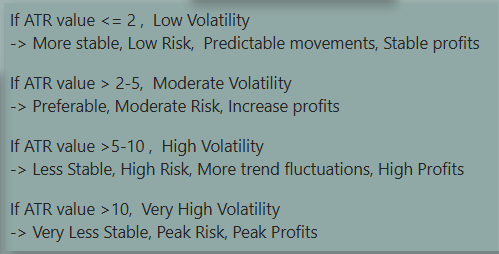 If ATR value <= 2 ,  Low Volatility
-> More stable, Low Risk,  Predictable movements, Stable profits
If ATR value > 2-5,  Moderate Volatility
-> Preferable, Moderate Risk, Increase profits
If ATR value >5-10 ,  High Volatility
-> Less Stable, High Risk, More trend fluctuations, High Profits
If ATR value >10,  Very High Volatility
-> Very Less Stable, Peak Risk, Peak Profits